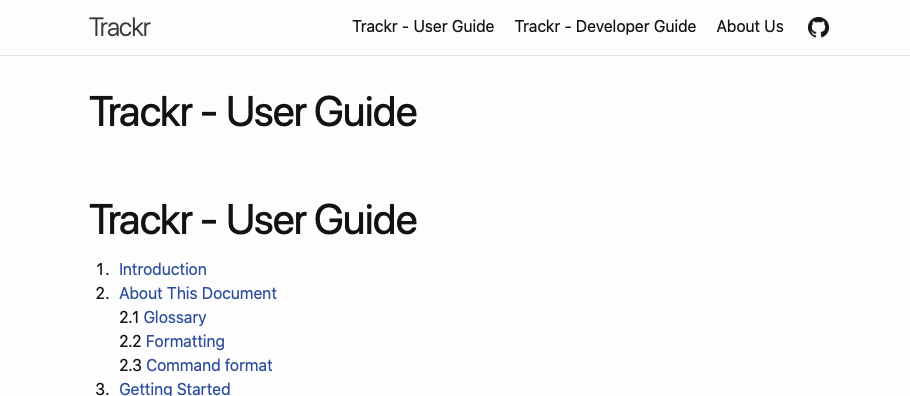 Trackr
Trackr - User Guide
Trackr - Developer Guide
About Us
Trackr - User Guide
Trackr - User Guide
1. Introduction
2. About This Document
2.1 Glossary
2.2 Formatting
2.3 Command format
3. Getting Started